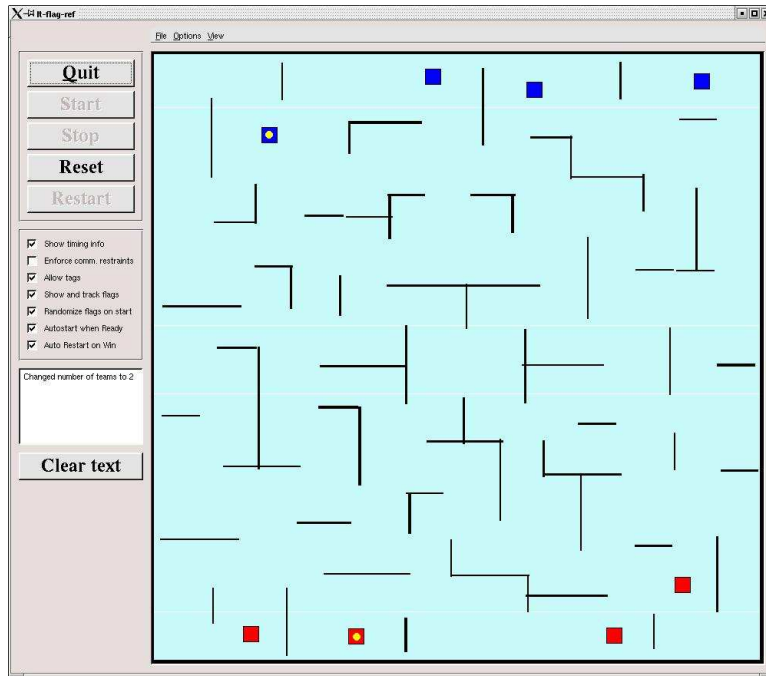 lt-flag-ref
File Options View
Quit
Start
Stop
Reset
Restart
Show timing info
Enforce comm. restraints
Allow tags
Show and track flags
Randomize flags on start
Autostart when Ready
Auto Restart on Win
Changed number of teams to 2
Clear text